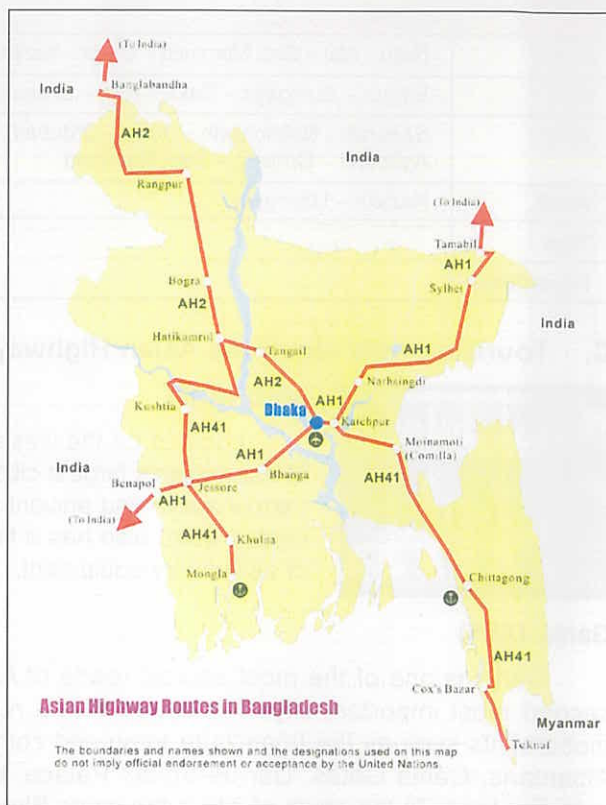 (To India)
India
Banglabandha
AH2
India
Rangpur
(To India)
Tamabil
AH1
Sylhet
Bogra
AH2
India
Hatikamrul
Tangail
AH1
AH2
Narhsingdi
Kushtia
AH1
Dhaka
Katchpur
AH41
Moinamoti
(Comilla)
AH1
India
Bhanga
AH41
Benapol
Jessore
AH1
(To India)
AH41
Khulna
Mongla
Chittagong
AH41
Cox's Bazar
Asian Highway Routes in Bangladesh
Myanmar
Teknaf
The boundaries and names shown and the designations used on this map
do not imply official endorsement or acceptance by the United Nations.